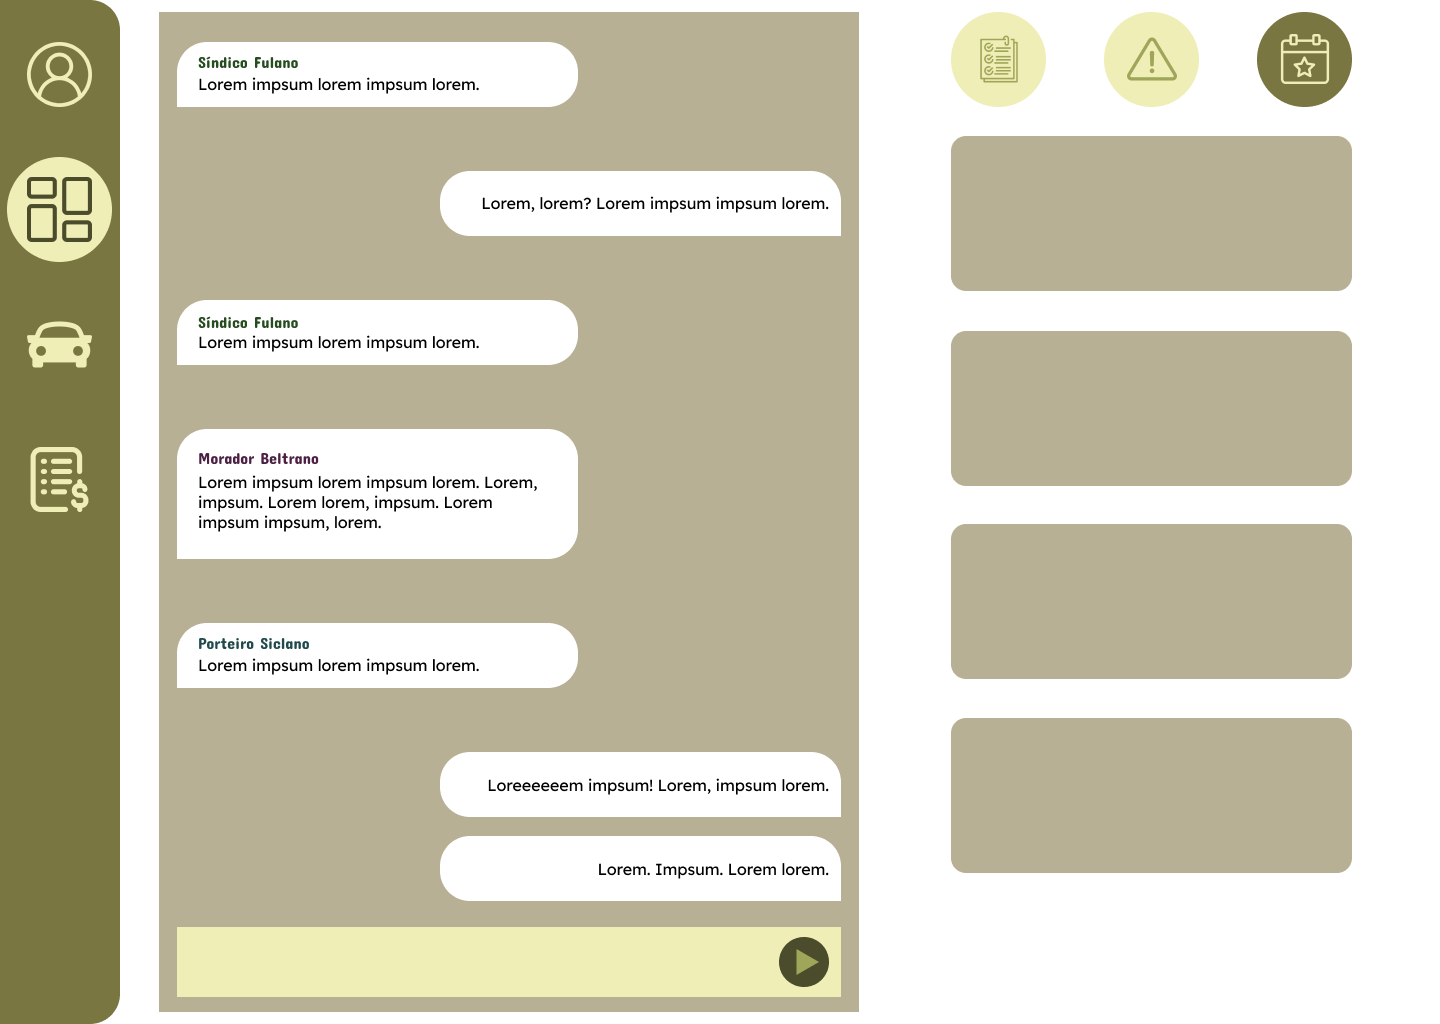 Síndico Fulano
Lorem impsum lorem impsum lorem.
Lorem, lorem? Lorem impsum impsum lorem.
Síndico Fulano
Lorem impsum lorem impsum lorem.
Morador Beltrano
Lorem impsum lorem impsum lorem. Lorem,
impsum. Lorem lorem, impsum. Lorem
impsum impsum, lorem.
Porteiro Siclano
Lorem impsum lorem impsum lorem.
Loreeeeeem impsum! Lorem, impsum lorem.
Lorem. Impsum. Lorem lorem.